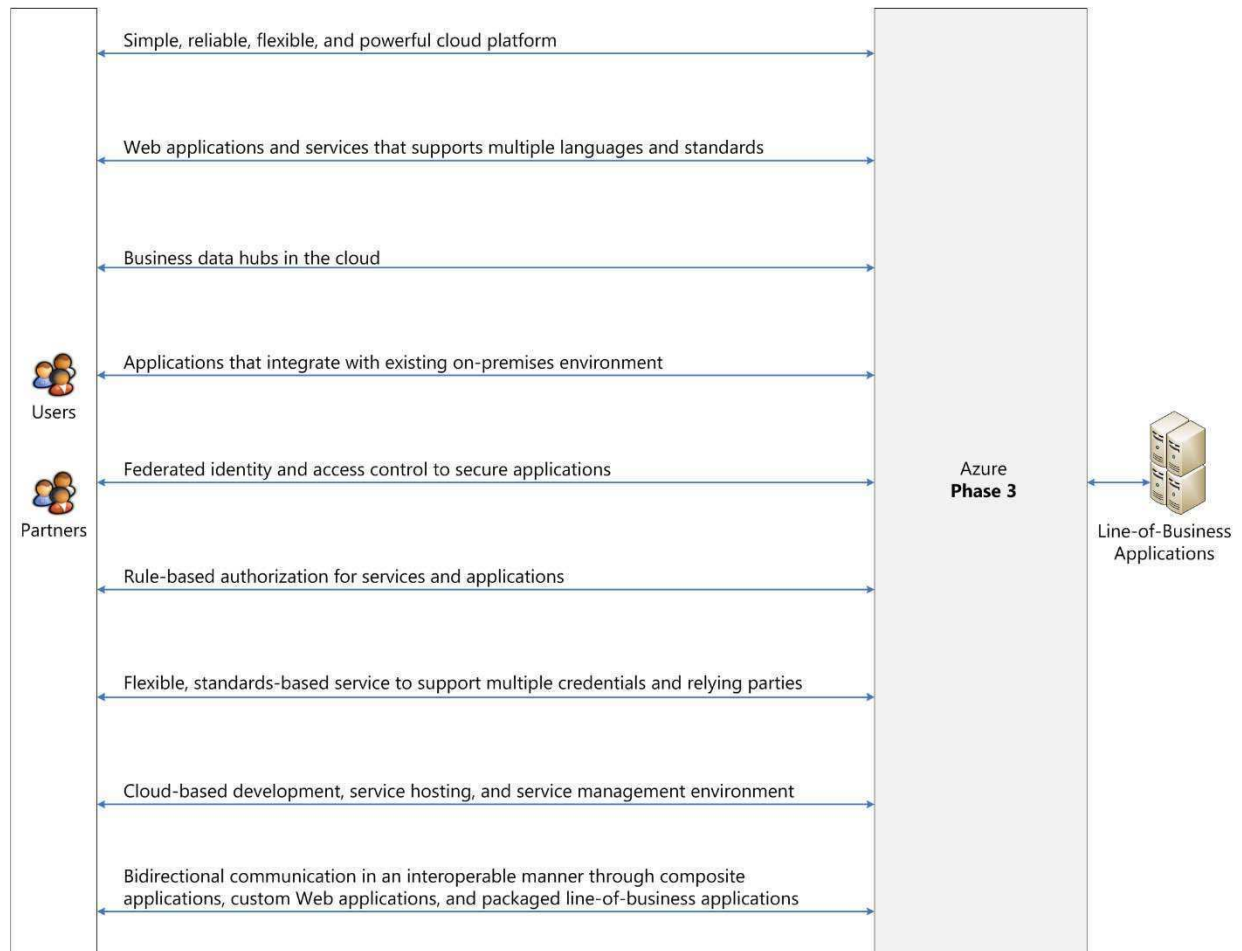 Simple, reliable, flexible, and powerful cloud platform
Web applications and services that supports multiple languages and standards
Business data hubs in the cloud
Applications that integrate with existing on-premises environment
Users
Federated identity and access control to secure applications
Partners
Azure
Phase 3
Line-of-Business
Applications
Rule-based authorization for services and applications
Flexible, standards-based service to support multiple credentials and relying parties
Cloud-based development, service hosting, and service management environment
Bidirectional communication in an interoperable manner through composite
applications, custom Web applications, and packaged line-of-business applications